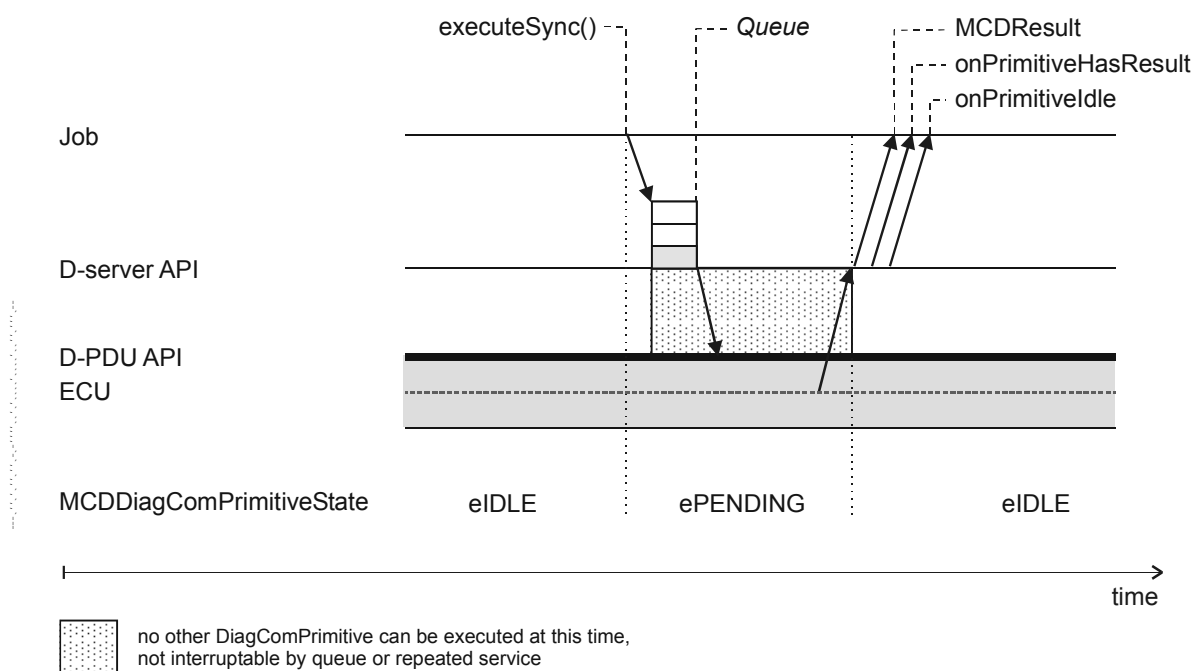 executeSync() Queue MCDResult
onPrimitiveHasResult
onPrimitiveIdle
Job
D-server API
D-PDU API
ECU
MCDDiagComPrimitiveState eIDLE ePENDING eIDLE
time
no other DiagComPrimitive can be executed at this time,
not interruptable by queue or repeated service